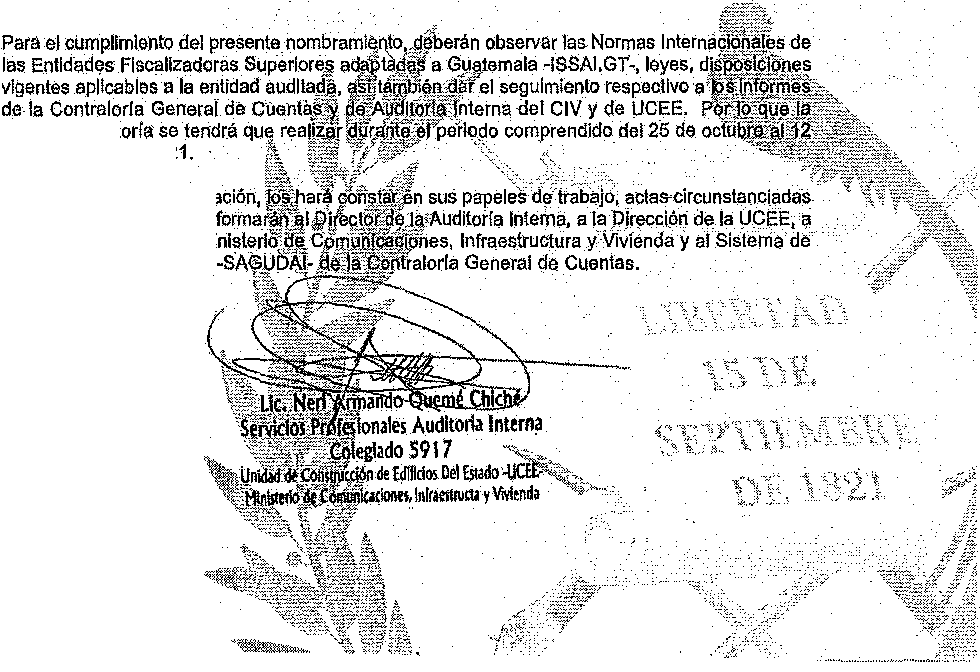 Para el cumplimiento del presente nombramiento, deberán observar las Normas Internacionales de
las Entidades Fiscalizadoras Superiores adaptadas a Guatemala -ISSAI.GT-, leyes, disposiciones
vigentes aplicables a la entidad auditada, así también dar el seguimiento respectivo a los informes
de la Contraloría General de Cuentas y de Auditoría Interna del CIV y de UCEE. Por lo que la
oría se tendrá que realizar durante el periodo comprendido del 25 de octubre al 12
1.
ación, los hará constar en sus papeles de trabajo, actas circunstanciadas
formarán al Director de la Auditoría Interna, a la Dirección de la UCEE, a
nisterio de Comunicaciones, Infraestructura y Vivienda y al Sistema de
-SAGUDAI- de la Contraloría General de Cuentas.
LIBERTAD
15 DE
SEPTIEMBRE
DE 1821
Lic. Neri Armando Quemé Chiché
Servicios Profesionales Auditoria Interna
Colegiado 5917
Unidad de Construcción de Edificios Del Estado -UCEE-
Ministerio de Comunicaciones, Infraestructa y Vivienda